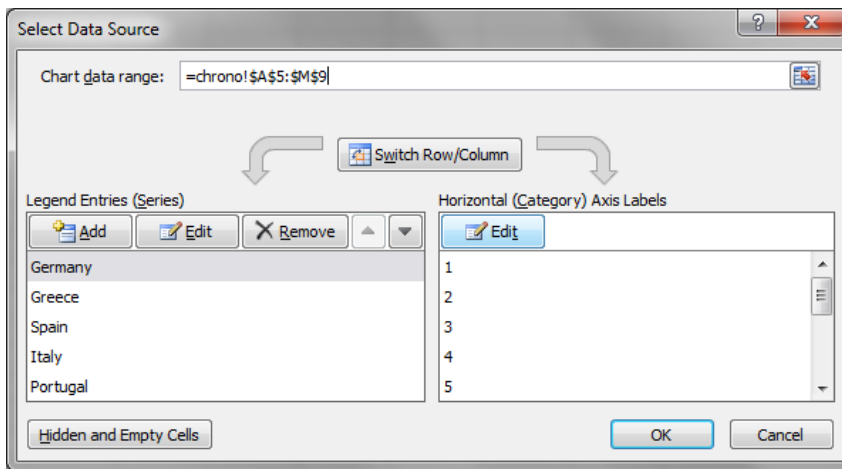 Select Data Source
?
X
Chart data range: =chrono!$A$5:$M$9
Switch Row/Column
Legend Entries (Series)
Add Edit Remove
Germany
Greece
Spain
Italy
Portugal
Horizontal (Category) Axis Labels
Edit
1
2
3
4
5
Hidden and Empty Cells
OK Cancel